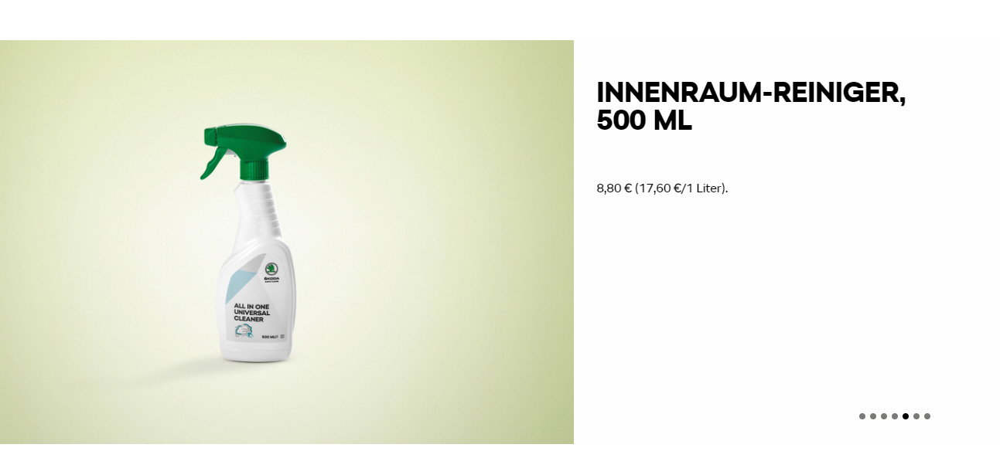 INNENRAUM-REINIGER,
500 ML
8,80 € (17,60 €/1 Liter).
ŠKODA
ALL IN ONE
UNIVERSAL
CLEANER
500 ML℮